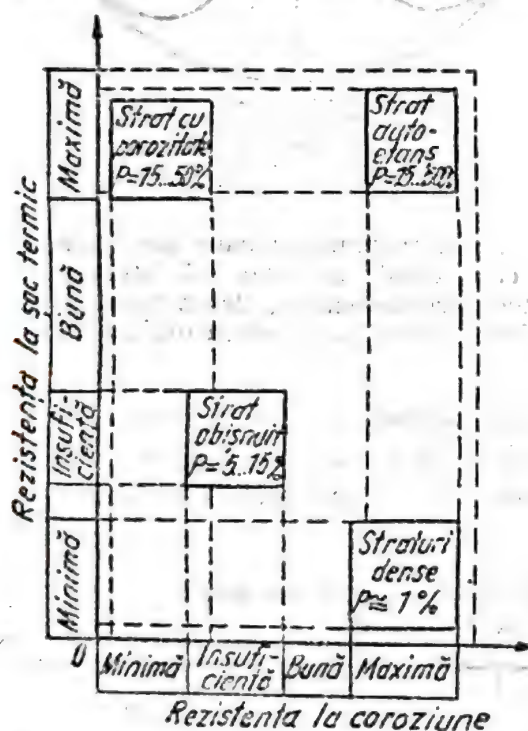 Rezistența la șoc termic
Maximă
Bună
Insufi-
cientă
Minimă
Strat cu
porozitate
P=15...50%
Strat
auto-
etanș
P=15...50%
Strat
obișnuit
P=5...15%
Straturi
dense
P≅1%
0
Minimă
Insufi-
cientă
Bună
Maximă
Rezistența la coroziune